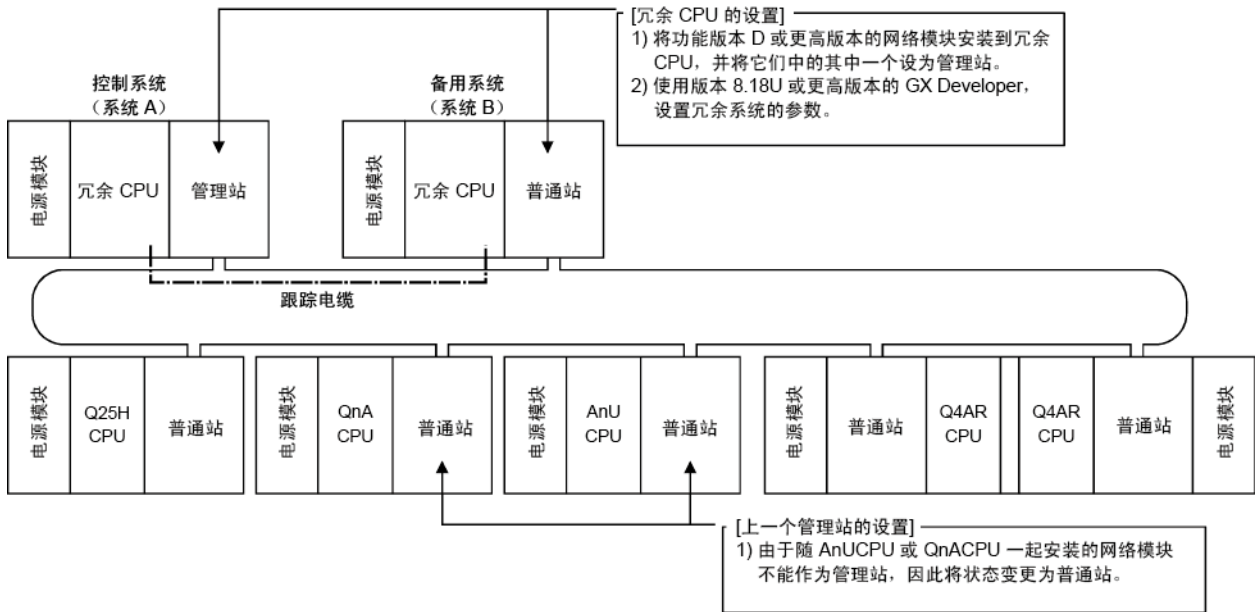 [冗余 CPU 的设置]
1) 将功能版本 D 或更高版本的网络模块安装到冗余
CPU，并将它们中的其中一个设为管理站。
2) 使用版本 8.18U 或更高版本的 GX Developer，
设置冗余系统的参数。
控制系统
（系统 A）
备用系统
（系统 B）
电源模块
冗余 CPU
管理站
电源模块
冗余 CPU
普通站
跟踪电缆
电源模块
Q25H
CPU
普通站
电源模块
QnA
CPU
普通站
电源模块
AnU
CPU
普通站
电源模块
普通站
Q4AR
CPU
Q4AR
CPU
普通站
电源模块
[上一个管理站的设置]
1) 由于随 AnUCPU 或 QnACPU 一起安装的网络模块
不能作为管理站，因此将状态变更为普通站。